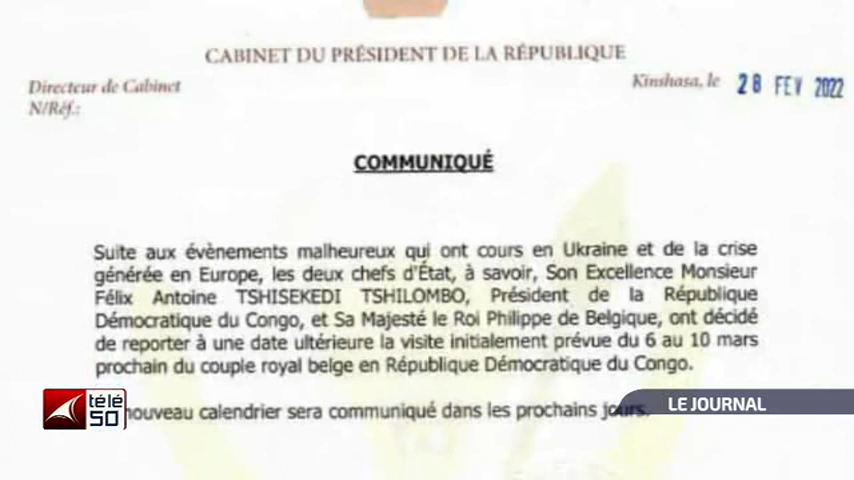 CABINET DU PRÉSIDENT DE LA RÉPUBLIQUE
Directeur de Cabinet
N/Réf.:
Kinshasa, le 28 FEV 2022
COMMUNIQUÉ
Suite aux évènements malheureux qui ont cours en Ukraine et de la crise
générée en Europe, les deux chefs d'État, à savoir, Son Excellence Monsieur
Félix Antoine TSHISEKEDI TSHILOMBO, Président de la République
Démocratique du Congo, et Sa Majesté le Roi Philippe de Belgique, ont décidé
de reporter à une date ultérieure la visite initialement prévue du 6 au 10 mars
prochain du couple royal belge en République Démocratique du Congo.
nouveau calendrier sera communiqué dans les prochains jours.
télé 50
LE JOURNAL